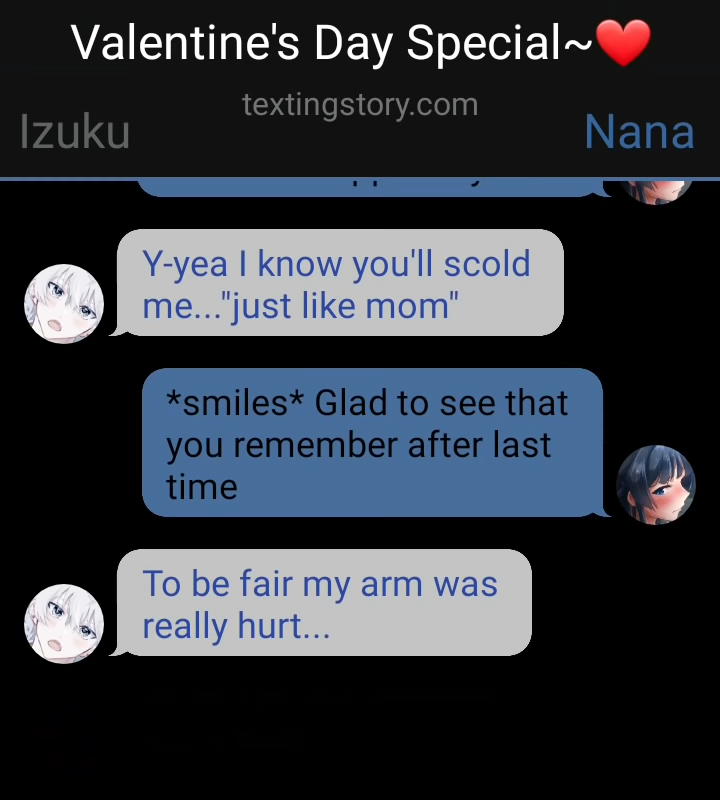 Valentine's Day Special~❤️
textingstory.com
Izuku
Nana
Y-yea I know you'll scold
me..."just like mom"
*smiles* Glad to see that
you remember after last
time
To be fair my arm was
really hurt...